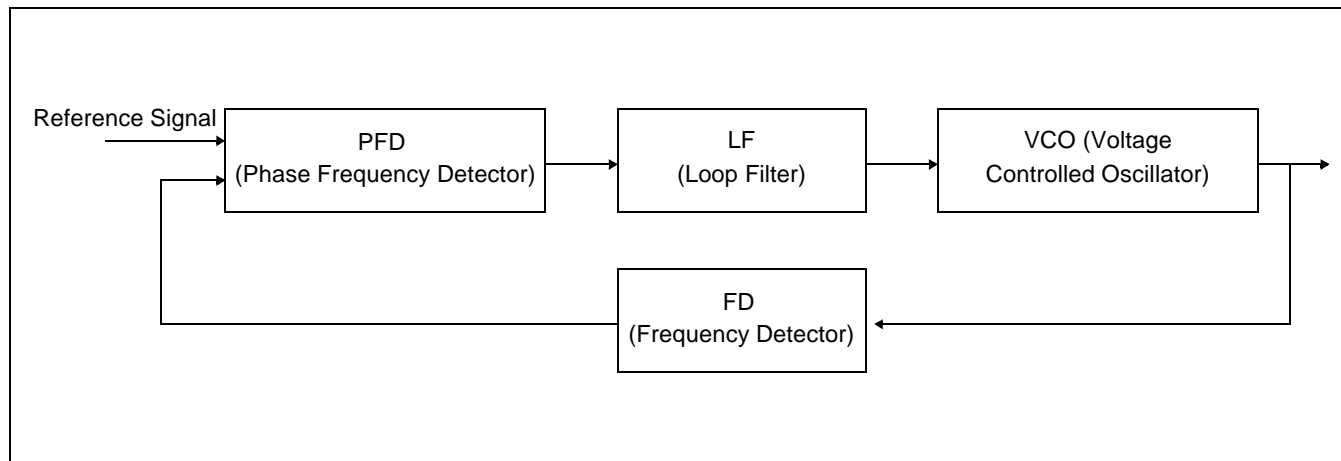 Reference Signal
PFD
(Phase Frequency Detector)
LF
(Loop Filter)
VCO (Voltage
Controlled Oscillator)
FD
(Frequency Detector)